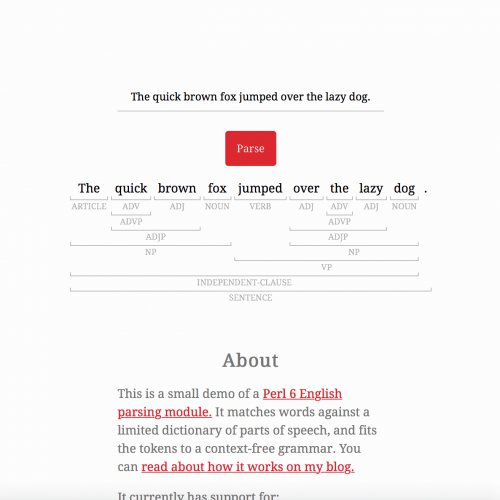 The quick brown fox jumped over the lazy dog.
Parse
The quick brown fox jumped over the lazy dog .
ARTICLE ADV ADJ NOUN VERB ADJ ADV ADJ NOUN
ADVP ADVP
ADJP ADJP
NP NP
VP
INDEPENDENT-CLAUSE
SENTENCE
About
This is a small demo of a Perl 6 English
parsing module. It matches words against a
limited dictionary of parts of speech, and fits
the tokens to a context-free grammar. You
can read about how it works on my blog.
It currently has support for: